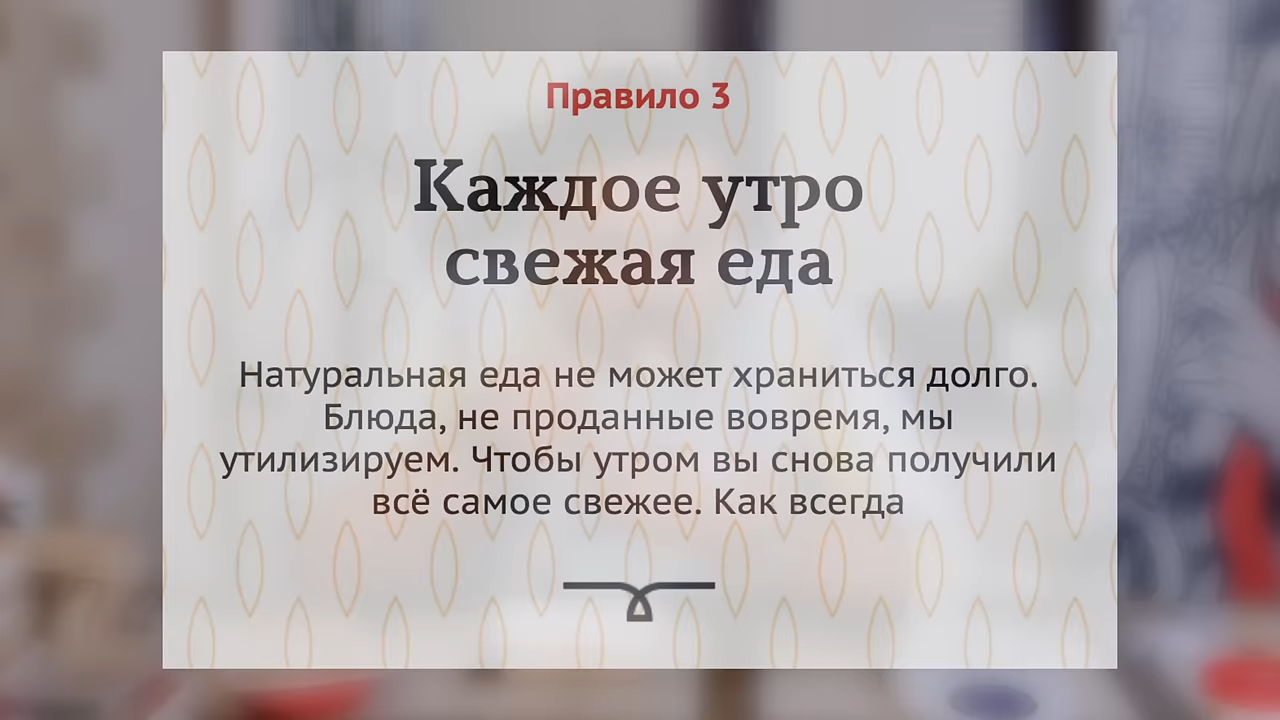 Правило 3
Каждое утро
свежая еда
Натуральная еда не может храниться долго.
Блюда, не проданные вовремя, мы
утилизируем. Чтобы утром вы снова получили
всё самое свежее. Как всегда